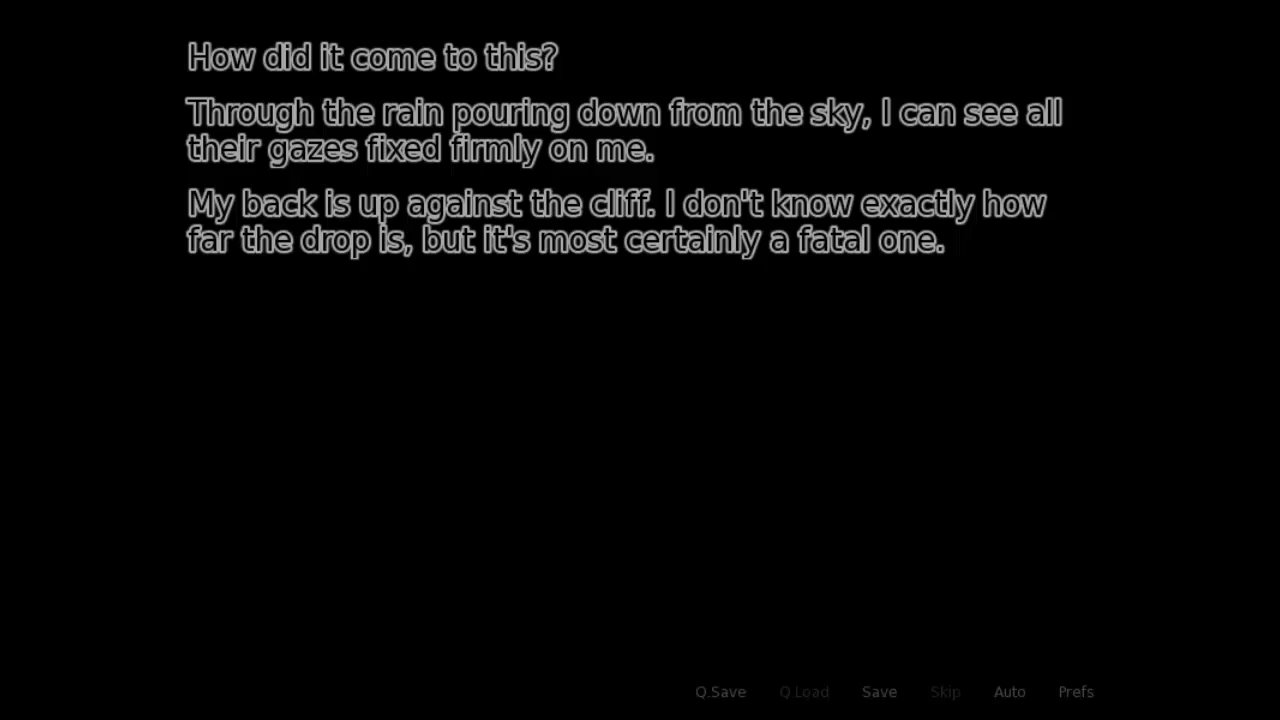 How did it come to this?
Through the rain pouring down from the sky, I can see all
their gazes fixed firmly on me.
My back is up against the cliff. I don't know exactly how
far the drop is, but it's most certainly a fatal one.
Q.Save Q.Load Save Skip Auto Prefs